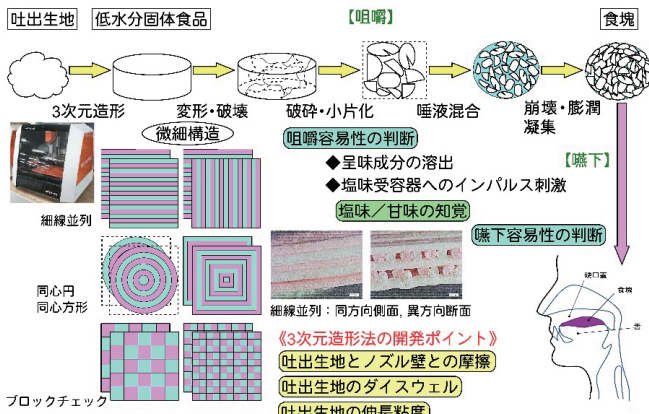 【咀嚼】
吐出生地
低水分固体食品
食塊
3次元造形
変形・破壊
破砕・小片化
唾液混合
崩壊・膨潤
凝集
微細構造
咀嚼容易性の判断
◆呈味成分の溶出
◆塩味受容器へのインパルス刺激
塩味／甘味の知覚
【嚥下】
嚥下容易性の判断
細線並列
同心円
同心方形
ブロックチェック
細線並列：同方向側面, 異方向断面
《3次元造形法の開発ポイント》
吐出生地とノズル壁との摩擦
吐出生地のダイスウェル
吐出生地の伸長粘度
硬口蓋
食塊
舌